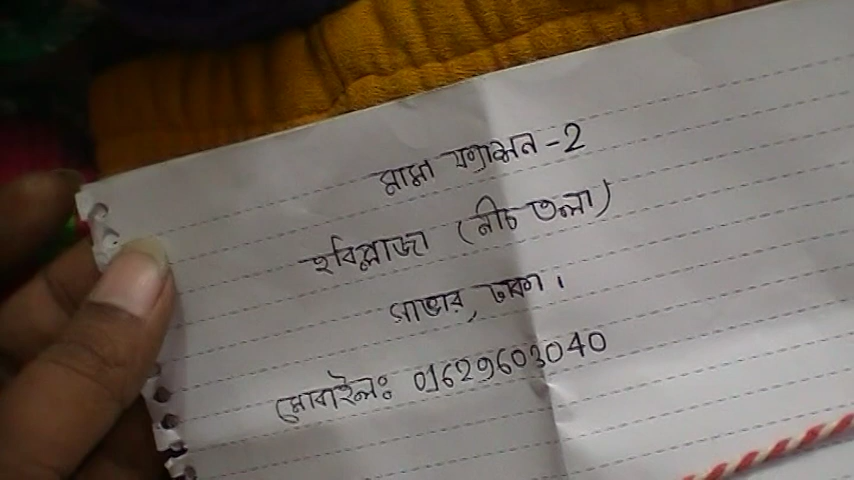 মামা ফ্যাশন -2
হবিপ্লাজা (নীচ তলা)
সাভার, ঢাকা।
মোবাইলঃ 01629603040